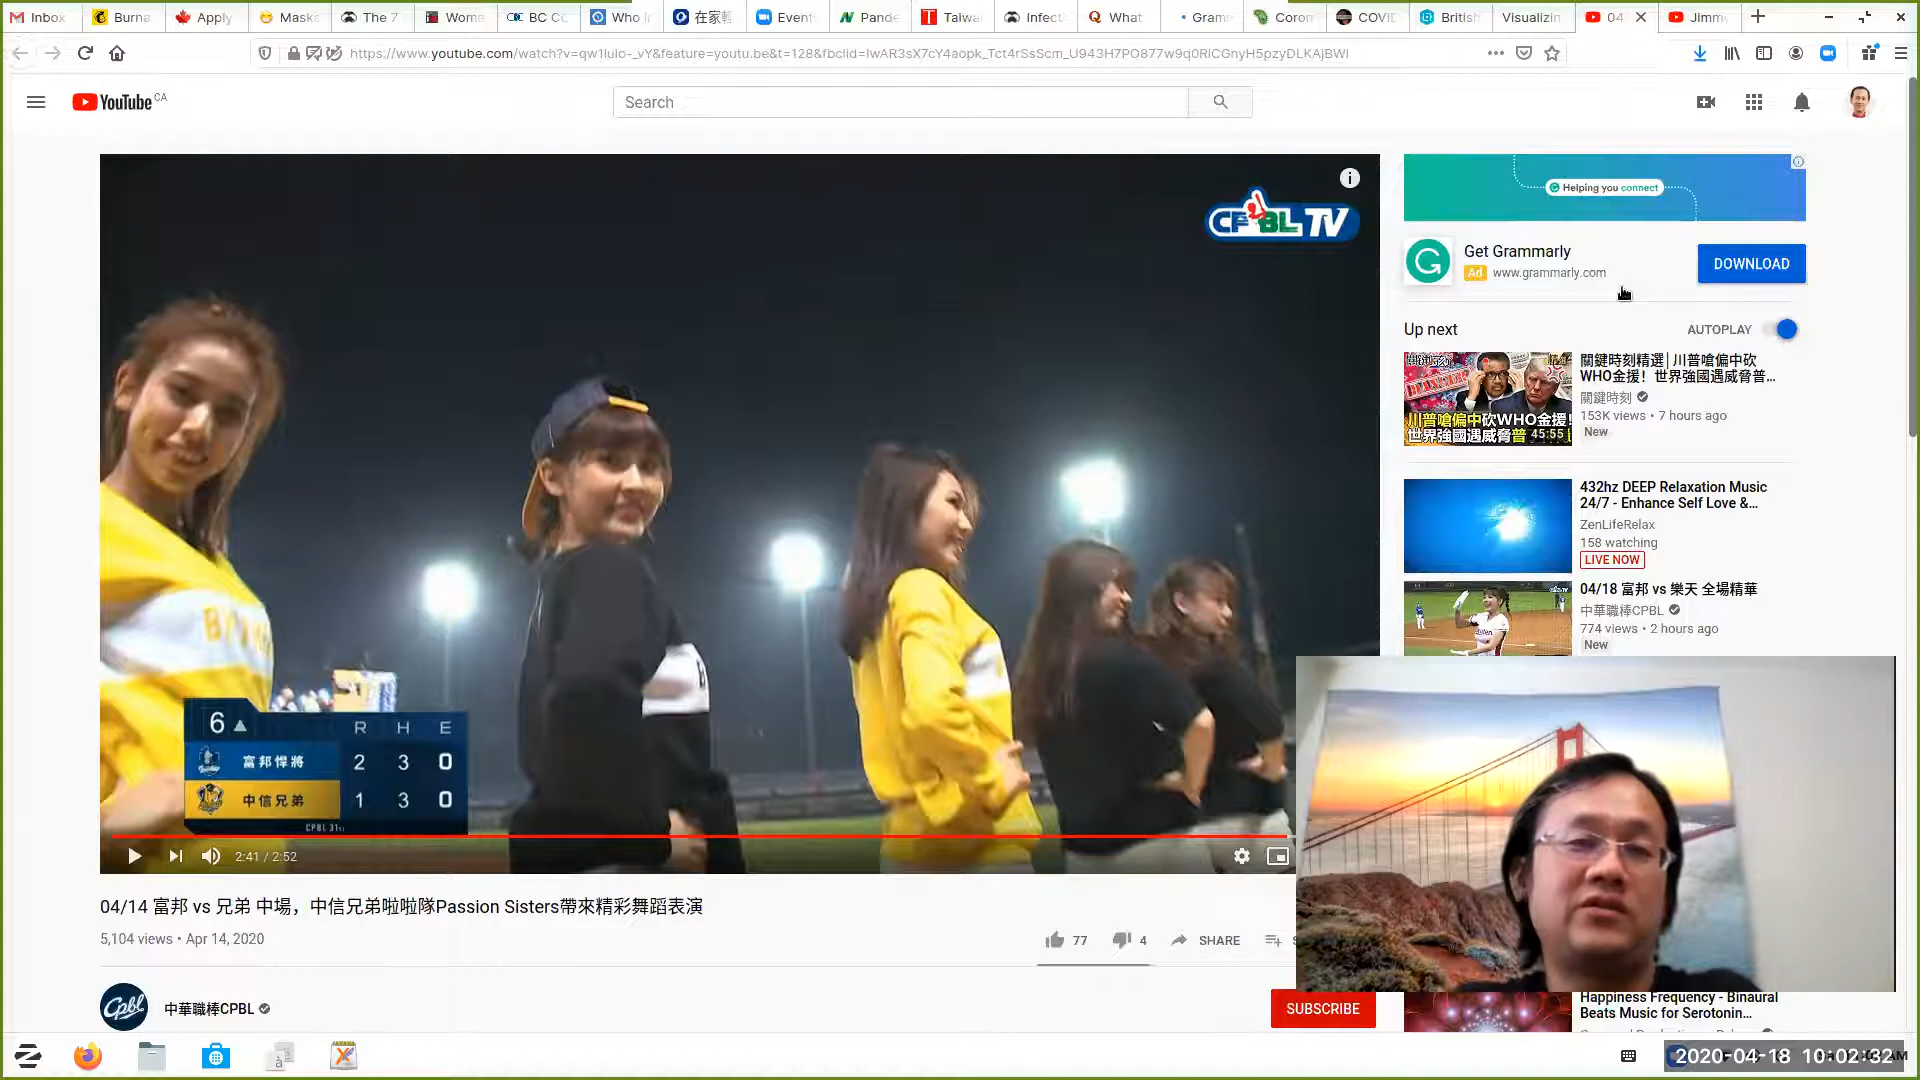 Inbox
Burna
Apply
Maske
The 7
Wome
BC CC
Who i
在家
Event
Pande
Taiwa
Infect
What
Gram
Coron
COVI
British
Visualizin
04
Jimmy
https://www.youtube.com/watch?v=qw1luio-_vY&feature=youtu.be&t=128&fbclid=IwAR3sX7cY4aopk_Tct4rSsScm_U943H7PO877w9q0RlCGnyH5pzyDLKAjBWI
YouTube CA
Search
CPBL TV
Helping you connect
Get Grammarly
Ad www.grammarly.com
DOWNLOAD
Up next
AUTOPLAY
川普嗆偏中砍WHO金援!
世界強國遇威脅普
45:55
關鍵時刻精選│川普嗆偏中砍
WHO金援！世界強國遇威脅普...
關鍵時刻
153K views • 7 hours ago
New
432hz DEEP Relaxation Music
24/7 - Enhance Self Love &...
ZenLifeRelax
158 watching
LIVE NOW
04/18 富邦 vs 樂天 全場精華
中華職棒CPBL
774 views • 2 hours ago
New
6 R H E
富邦悍將 2 3 0
中信兄弟 1 3 0
CPBL 31
2:41 / 2:52
04/14 富邦 vs 兄弟 中場，中信兄弟啦啦隊Passion Sisters帶來精彩舞蹈表演
5,104 views • Apr 14, 2020
77
4
SHARE
S
Cpbl
中華職棒CPBL
SUBSCRIBE
Happiness Frequency - Binaural
Beats Music for Serotonin...
2020-04-18 10:02:32